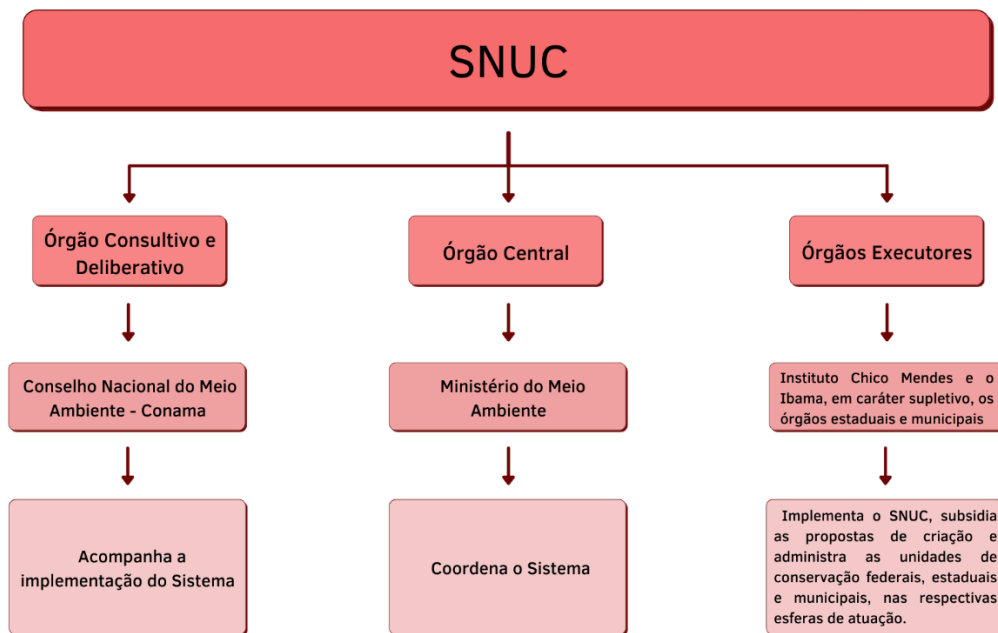 SNUC
Órgão Consultivo e
Deliberativo
Órgão Central
Órgãos Executores
Conselho Nacional do Meio
Ambiente - Conama
Ministério do Meio
Ambiente
Instituto Chico Mendes e o
Ibama, em caráter supletivo, os
órgãos estaduais e municipais
Acompanha a
implementação do Sistema
Coordena o Sistema
Implementa o SNUC, subsidia
as propostas de criação e
administra as unidades de
conservação federais, estaduais
e municipais, nas respectivas
esferas de atuação.